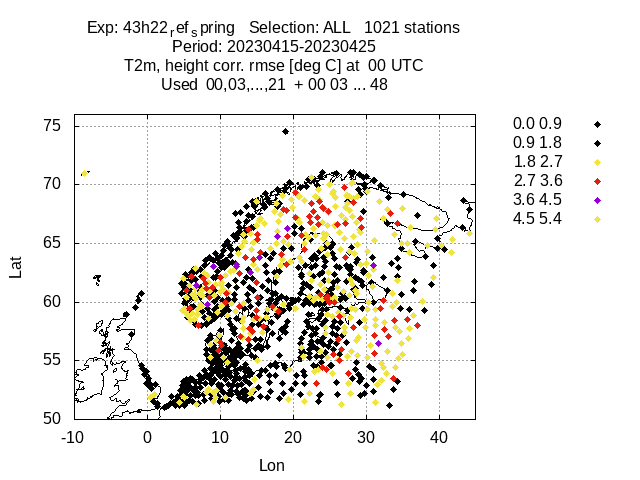 Exp: 43h22ref spring   Selection: ALL   1021 stations
Period: 20230415-20230425
T2m, height corr. rmse [deg C] at  00 UTC
Used  00,03,...,21  + 00 03 ... 48
75
70
65
60
55
50
-10 0 10 20 30 40
Lat
Lon
0.0 0.9
0.9 1.8
1.8 2.7
2.7 3.6
3.6 4.5
4.5 5.4